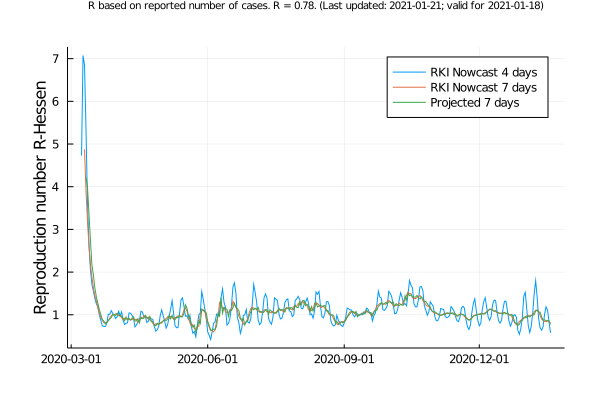 R based on reported number of cases. R = 0.78. (Last updated: 2021-01-21; valid for 2021-01-18)
RKI Nowcast 4 days
RKI Nowcast 7 days
Projected 7 days
Reproduction number R-Hessen
7
6
5
4
3
2
1
2020-03-01
2020-06-01
2020-09-01
2020-12-01